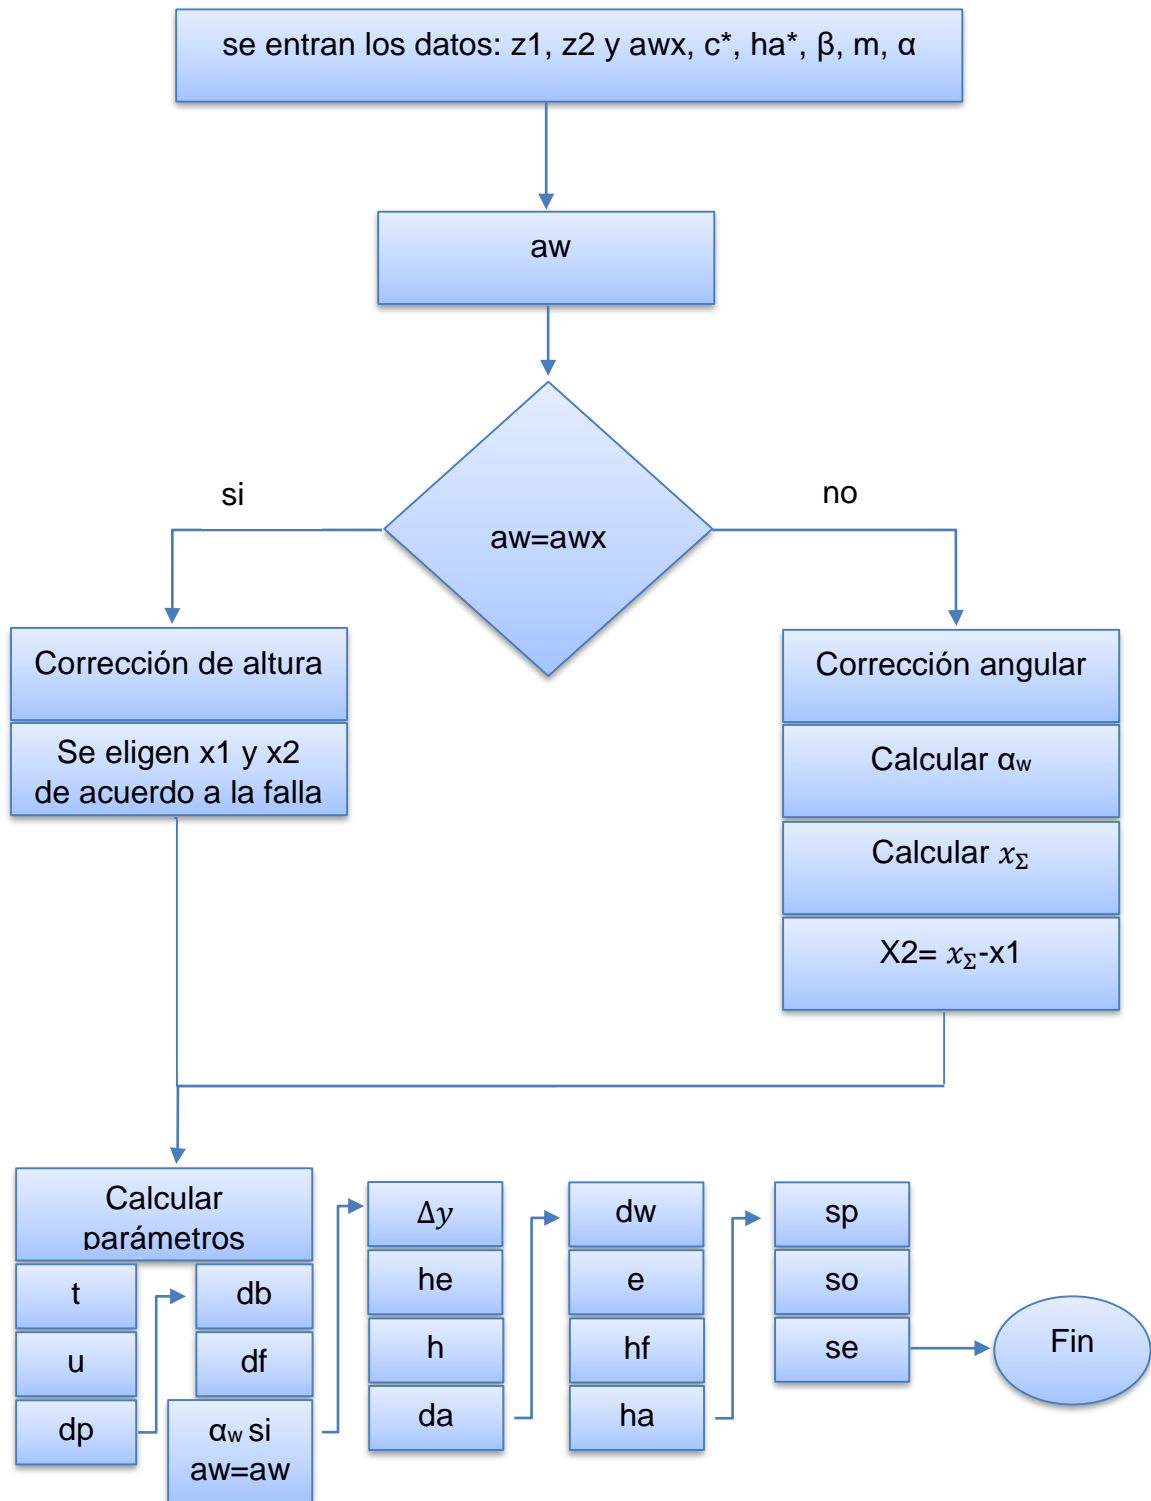 se entran los datos: z1, z2 y awx, c*, ha*, β, m, α
aw
si
no
aw=awx
Corrección de altura
Se eligen x1 y x2
de acuerdo a la falla
Corrección angular
Calcular αw
Calcular xΣ
X2= xΣ-x1
Calcular
parámetros
t
u
dp
db
df
αw si
aw=aw
Δy
he
h
da
dw
e
hf
ha
sp
so
se
Fin